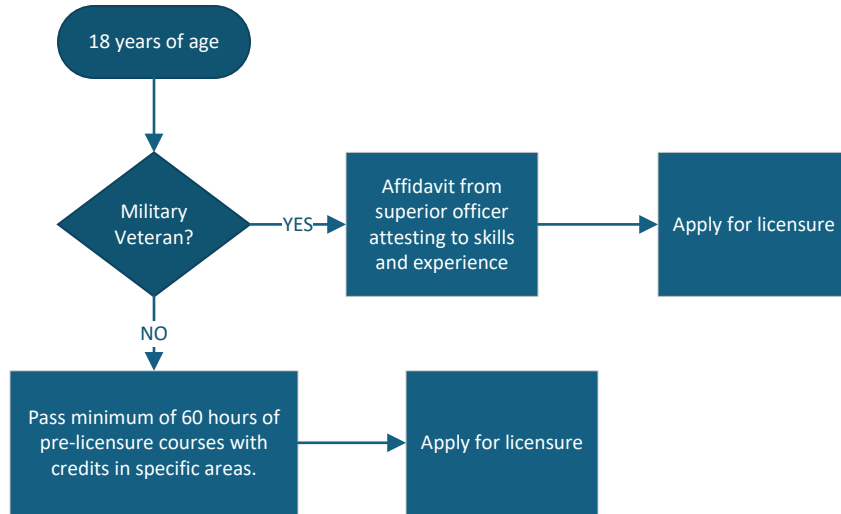 18 years of age
Military
Veteran?
YES
Affidavit from
superior officer
attesting to skills
and experience
Apply for licensure
NO
Pass minimum of 60 hours of
pre-licensure courses with
credits in specific areas.
Apply for licensure